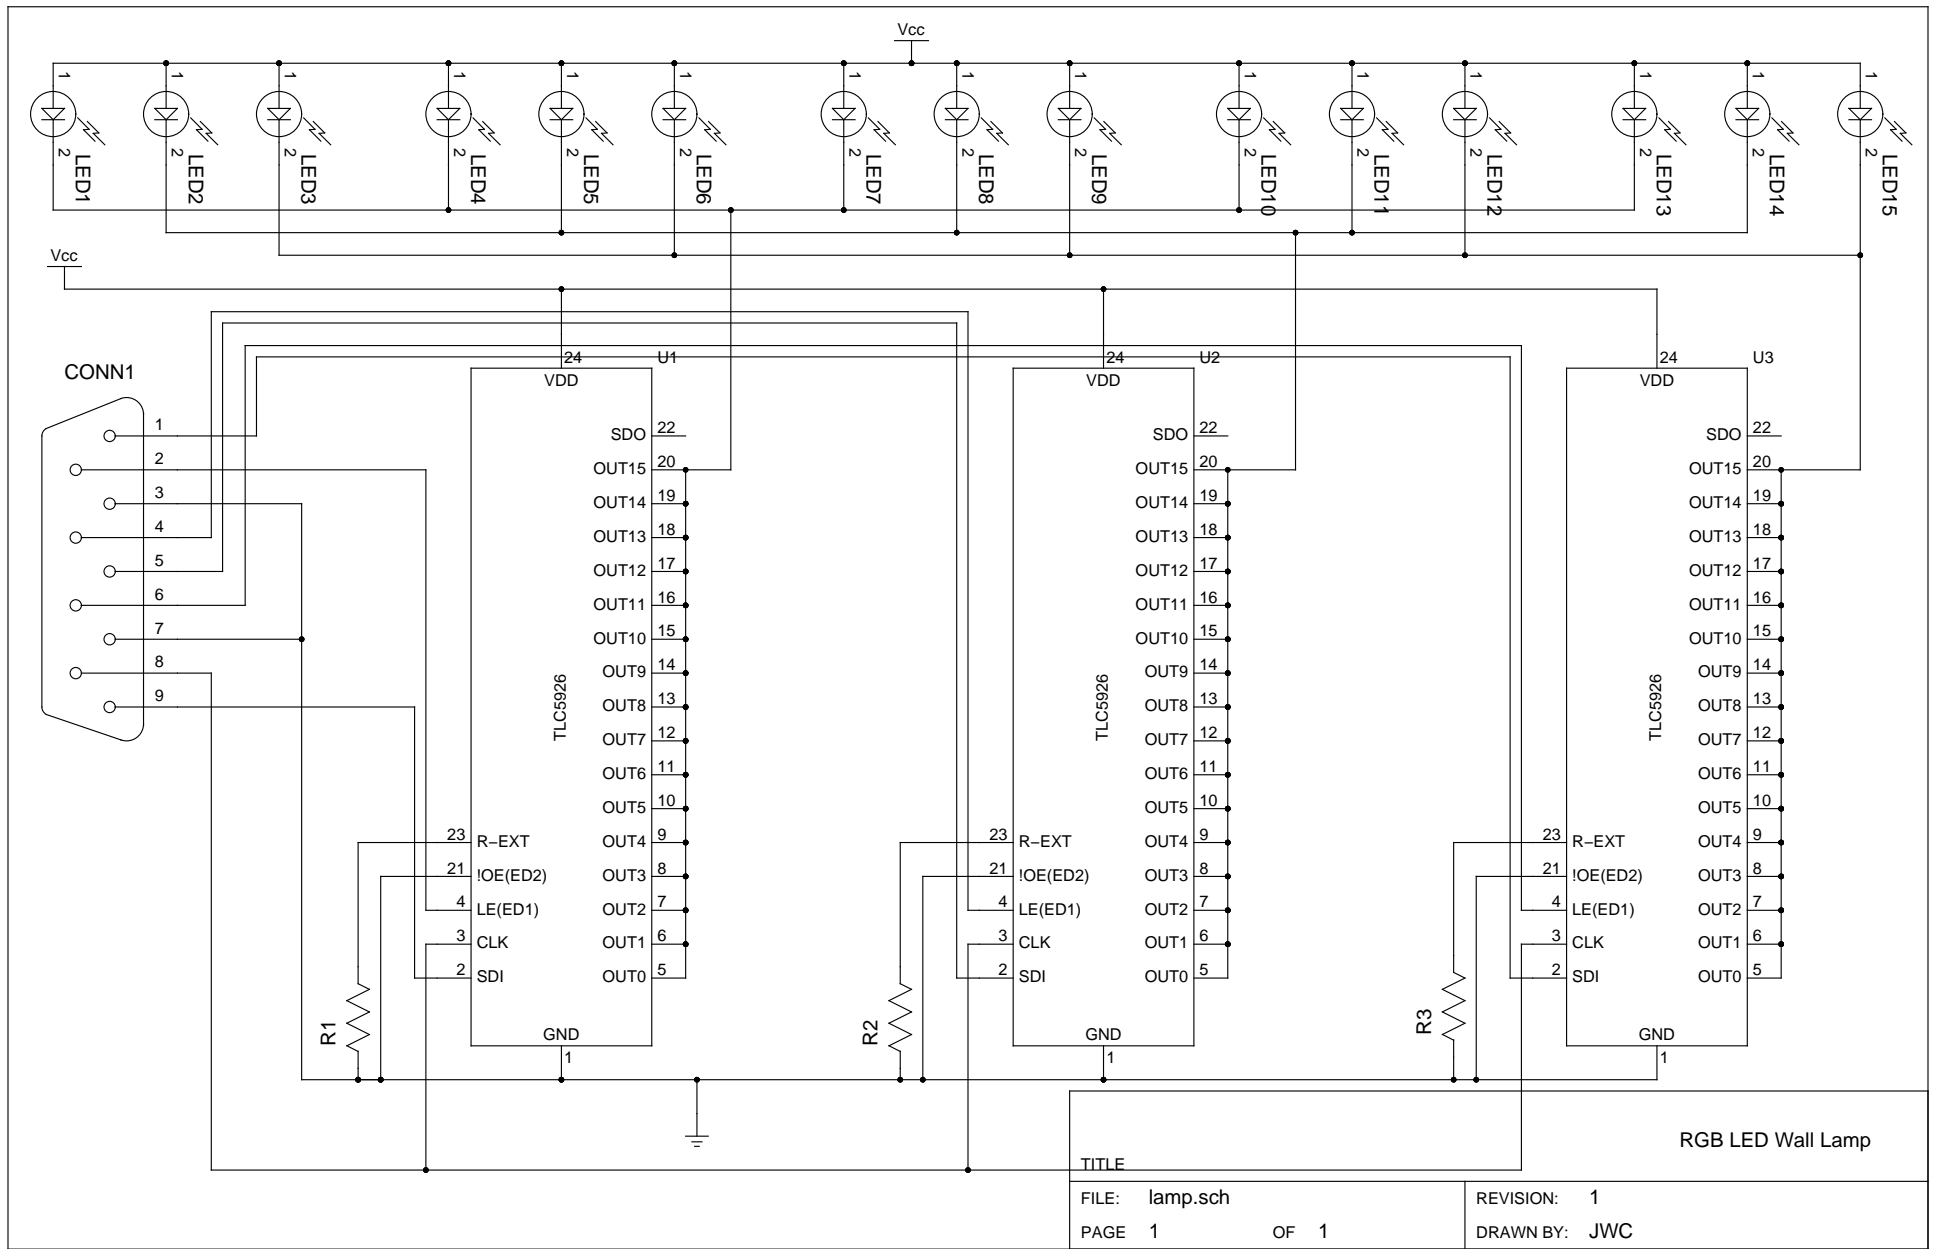 Vcc
1 1 1 1 1 1 1 1 1 1 1 1 1 1 1
2 2 2 2 2 2 2 2 2 2 2 2 2 2 2
LED1 LED2 LED3 LED4 LED5 LED6 LED7 LED8 LED9 LED10 LED11 LED12 LED13 LED14 LED15
Vcc
CONN1
1
2
3
4
5
6
7
8
9
24 U1
VDD
SDO 22
OUT15 20
OUT14 19
OUT13 18
OUT12 17
OUT11 16
OUT10 15
OUT9 14
OUT8 13
OUT7 12
OUT6 11
OUT5 10
23 R-EXT OUT4 9
21 !OE(ED2) OUT3 8
4 LE(ED1) OUT2 7
3 CLK OUT1 6
2 SDI OUT0 5
TLC5926
R1
GND
1
24 U2
VDD
SDO 22
OUT15 20
OUT14 19
OUT13 18
OUT12 17
OUT11 16
OUT10 15
OUT9 14
OUT8 13
OUT7 12
OUT6 11
OUT5 10
23 R-EXT OUT4 9
21 !OE(ED2) OUT3 8
4 LE(ED1) OUT2 7
3 CLK OUT1 6
2 SDI OUT0 5
TLC5926
R2
GND
1
24 U3
VDD
SDO 22
OUT15 20
OUT14 19
OUT13 18
OUT12 17
OUT11 16
OUT10 15
OUT9 14
OUT8 13
OUT7 12
OUT6 11
OUT5 10
23 R-EXT OUT4 9
21 !OE(ED2) OUT3 8
4 LE(ED1) OUT2 7
3 CLK OUT1 6
2 SDI OUT0 5
TLC5926
R3
GND
1
RGB LED Wall Lamp
TITLE
FILE: lamp.sch REVISION: 1
PAGE 1 OF 1 DRAWN BY: JWC